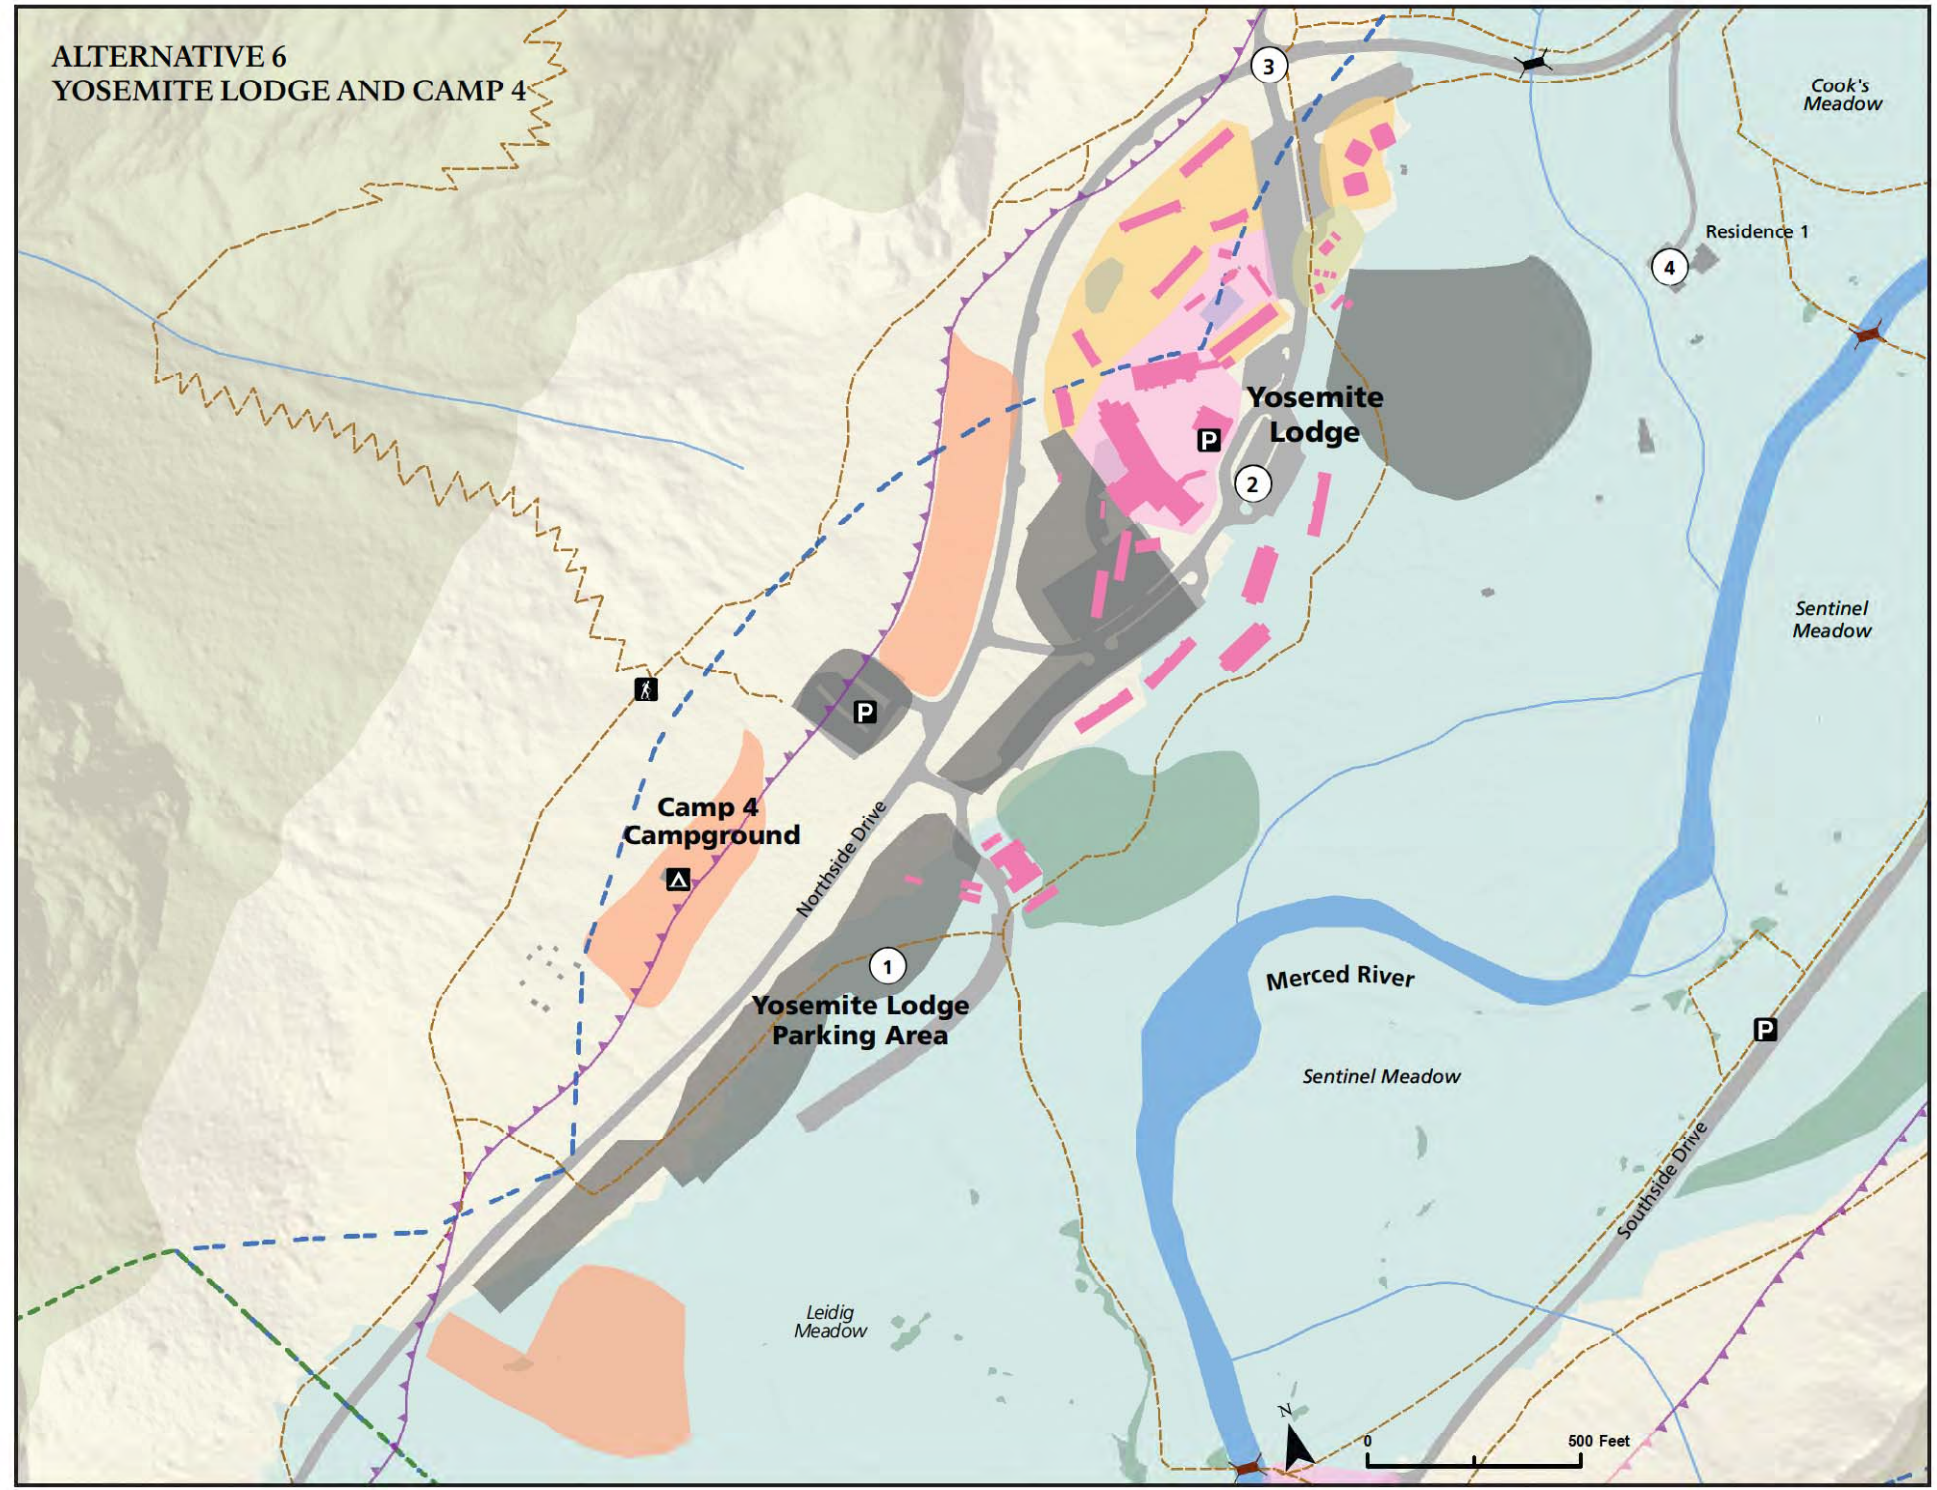 ALTERNATIVE 6
YOSEMITE LODGE AND CAMP 4
3
Cook's
Meadow
Residence 1
4
Yosemite
Lodge
P
2
Sentinel
Meadow
P
Camp 4
Campground
Northside Drive
1
Yosemite Lodge
Parking Area
Merced River
P
Sentinel Meadow
Southside Drive
Leidig
Meadow
N
0
500 Feet